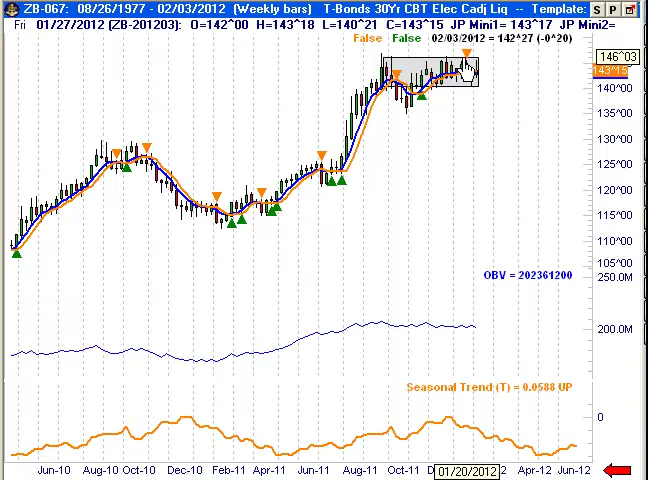 ZB-067: 08/26/1977 - 02/03/2012 (Weekly bars) T-Bonds 30Yr CBT Elec Cadj Liq -- Template: S P
Fri 01/27/2012 (ZB-201203): O=142^00 H=143^18 L=140^21 C=143^15 JP Mini1= 143^17 JP Mini2=
False False 02/03/2012 = 142^27 (-0^20)
146^03
143^15
140^00
135^00
130^00
125^00
120^00
115^00
110^00
105^00
250.0M
OBV = 202361200
200.0M
Seasonal Trend (T) = 0.0588 UP
0
Jun-10 Aug-10 Oct-10 Dec-10 Feb-11 Apr-11 Jun-11 Aug-11 Oct-11 D 01/20/2012 2 Apr-12 Jun-12